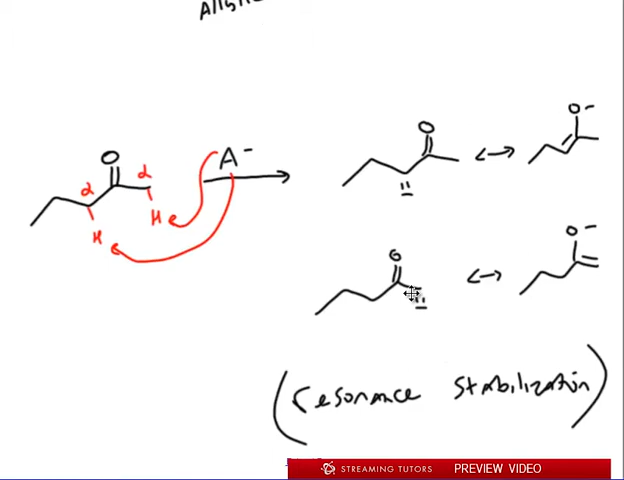 O
α
α
H
H
A⁻
O
O⁻
O
O⁻
(resonance stabilization)
STREAMING TUTORS PREVIEW VIDEO